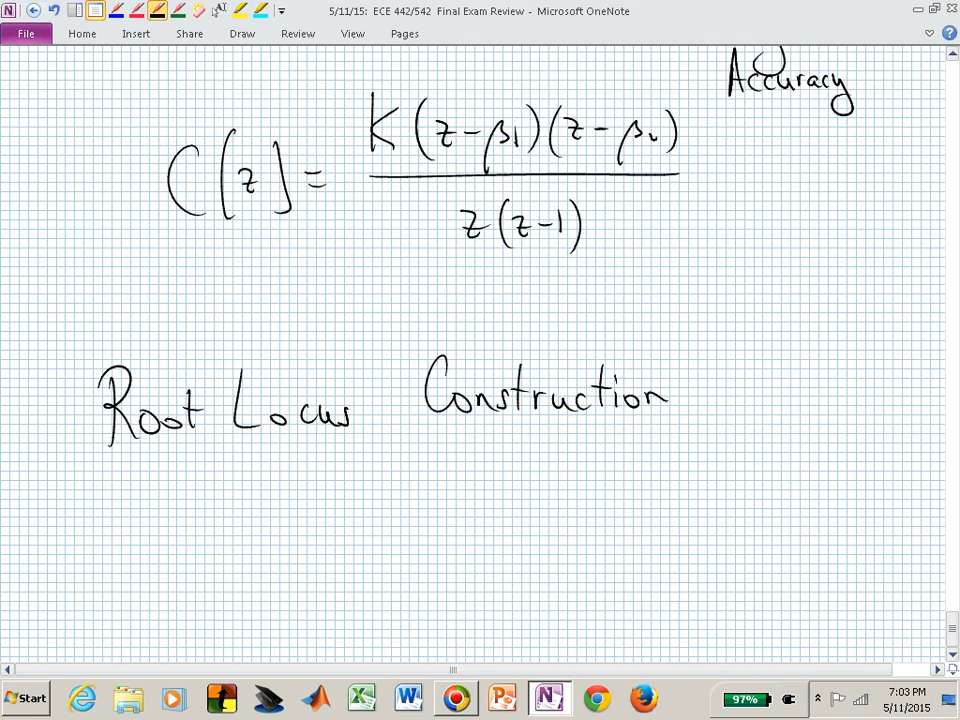 5/11/15: ECE 442/542 Final Exam Review - Microsoft OneNote
File Home Insert Share Draw Review View Pages
Accuracy
C(z) = K(z-β1)(z-β2) / z(z-1)
Root Locus Construction
Start
97%
7:03 PM
5/11/2015